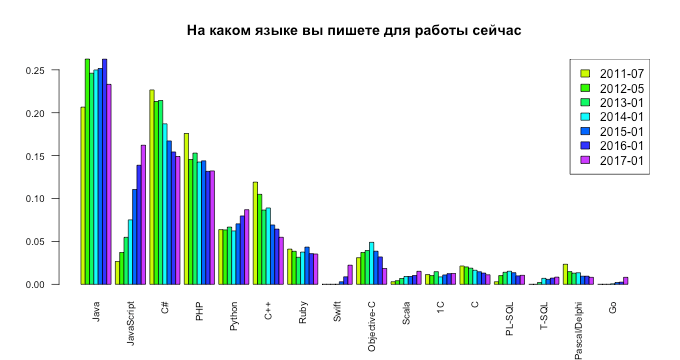 На каком языке вы пишете для работы сейчас
0.25
0.20
0.15
0.10
0.05
0.00
2011-07
2012-05
2013-01
2014-01
2015-01
2016-01
2017-01
Java
JavaScript
C#
PHP
Python
C++
Ruby
Swift
Objective-C
Scala
1C
C
PL-SQL
T-SQL
Pascal/Delphi
Go